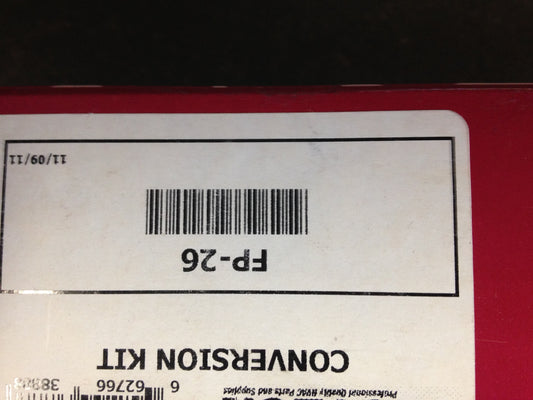 Professional Quality HVAC Parts and Supplies
6 62766
CONVERSION KIT
FP-26
11/09/11